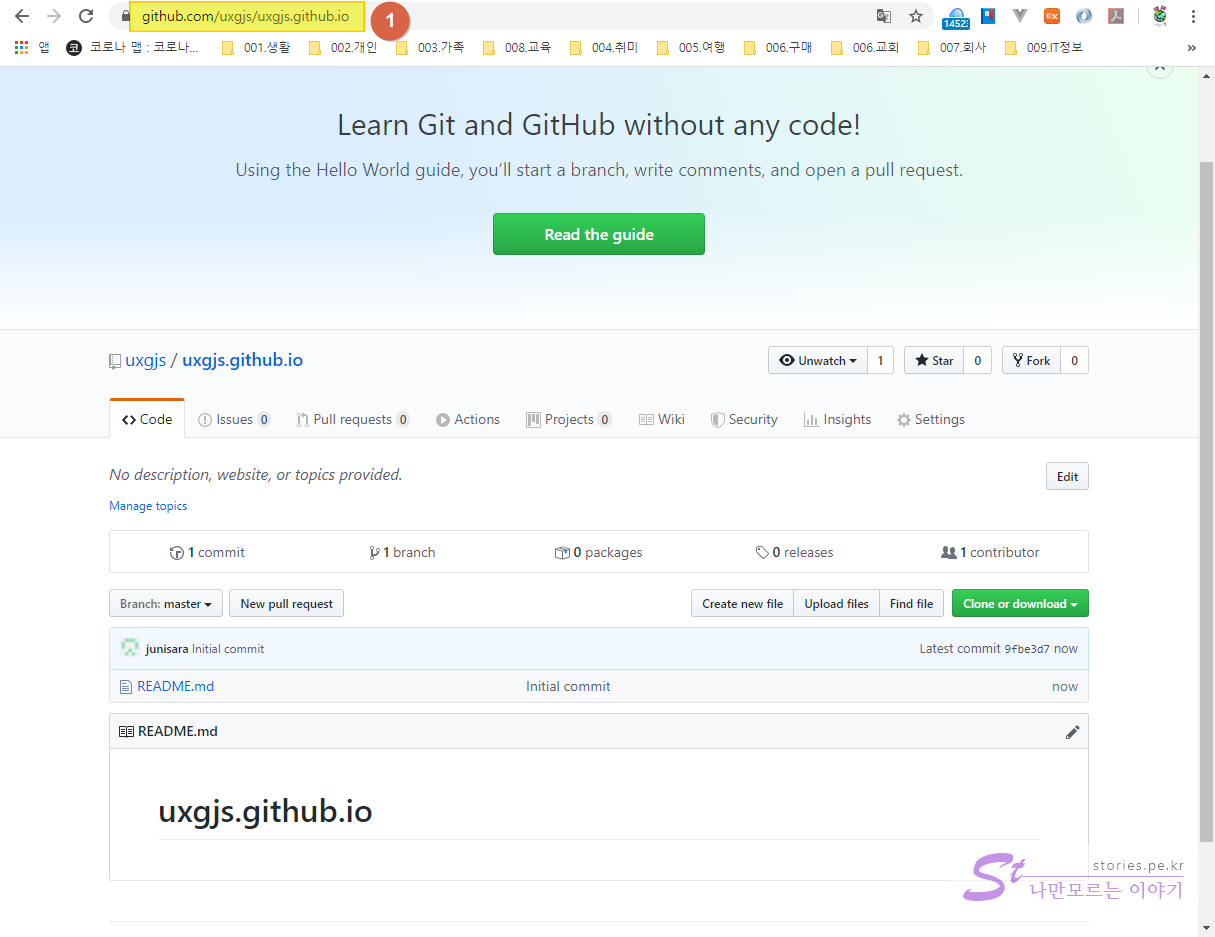 github.com/uxgjs/uxgjs.github.io
1
1452
EX
앱
코
코로나 맵 : 코로나...
001.생활
002.개인
003.가족
008.교육
004.취미
005.여행
006.구매
006.교회
007.회사
009.IT정보
»
Learn Git and GitHub without any code!
Using the Hello World guide, you’ll start a branch, write comments, and open a pull request.
Read the guide
uxgjs / uxgjs.github.io
Unwatch 1
Star 0
Fork 0
Code
Issues 0
Pull requests 0
Actions
Projects 0
Wiki
Security
Insights
Settings
No description, website, or topics provided.
Edit
Manage topics
1 commit
1 branch
0 packages
0 releases
1 contributor
Branch: master
New pull request
Create new file
Upload files
Find file
Clone or download
junisara Initial commit
Latest commit 9fbe3d7 now
README.md
Initial commit
now
README.md
uxgjs.github.io
St
stories.pe.kr
나만모르는 이야기